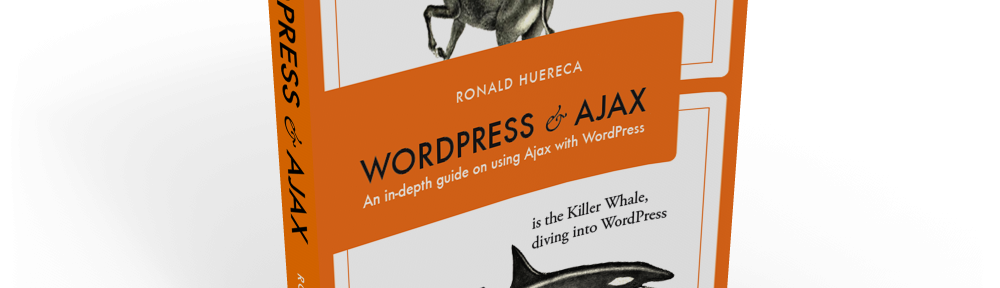 PRESS & AJAX
RONALD HUERECA
WORDPRESS & AJAX
An in-depth guide on using Ajax with WordPress
is the Killer Whale,
diving into WordPress